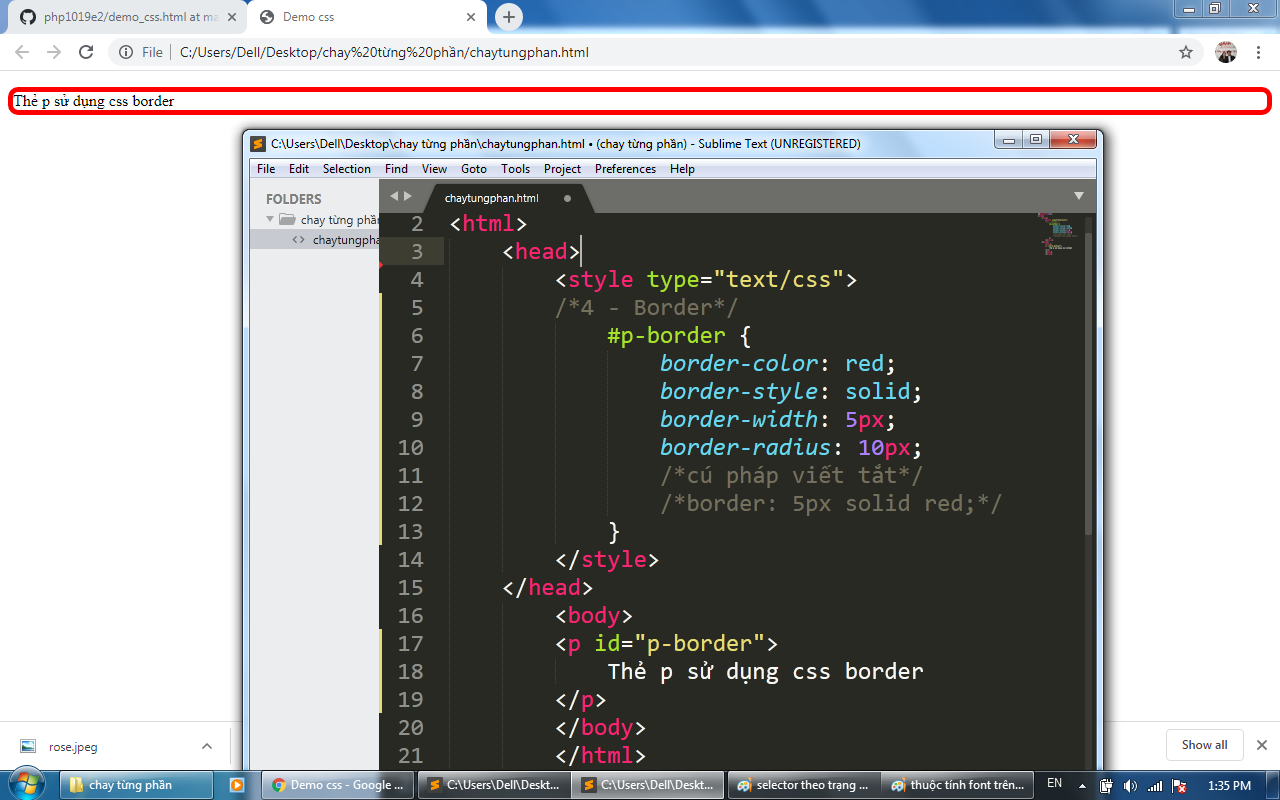 php1019e2/demo_css.html at ma
Demo css
File
C:/Users/Dell/Desktop/chay%20từng%20phần/chaytungphan.html
Thẻ p sử dụng css border
C:\Users\Dell\Desktop\chay từng phần\chaytungphan.html • (chay từng phần) - Sublime Text (UNREGISTERED)
File Edit Selection Find View Goto Tools Project Preferences Help
FOLDERS
chay từng phần
chaytungpha
chaytungphan.html
2 <html>
3 <head>
4 <style type="text/css">
5 /*4 - Border*/
6 #p-border {
7 border-color: red;
8 border-style: solid;
9 border-width: 5px;
10 border-radius: 10px;
11 /*cú pháp viết tắt*/
12 /*border: 5px solid red;*/
13 }
14 </style>
15 </head>
16 <body>
17 <p id="p-border">
18 Thẻ p sử dụng css border
19 </p>
20 </body>
21 </html>
rose.jpeg
Show all
chay từng phần
Demo css - Google ...
C:\Users\Dell\Deskt...
C:\Users\Dell\Deskt...
selector theo trạng ...
thuộc tính font trên...
EN
1:35 PM